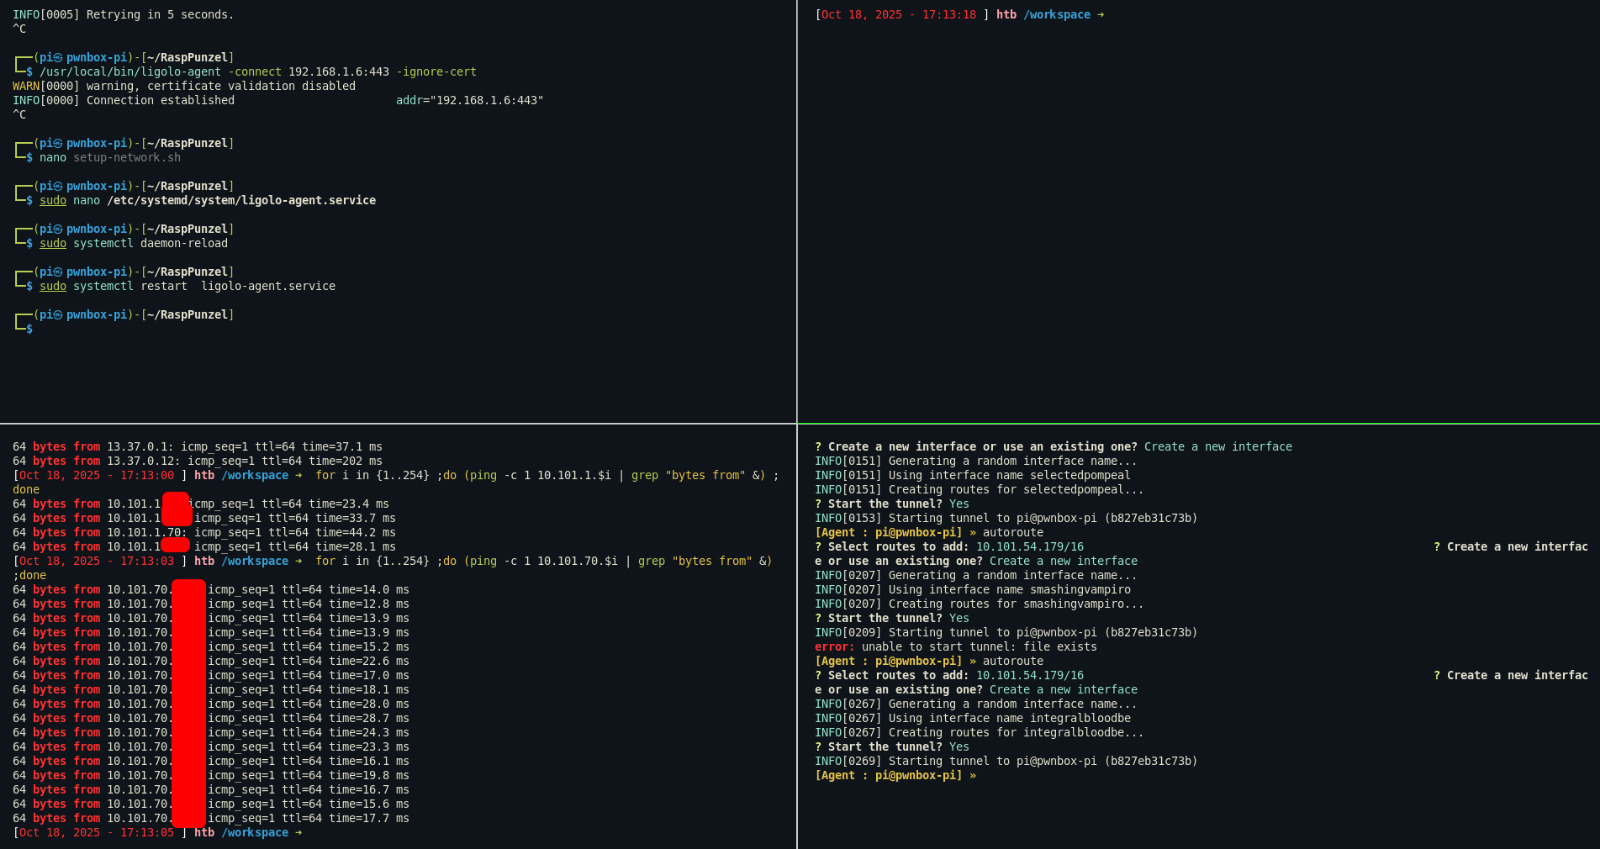 INFO[0005] Retrying in 5 seconds.
^C
┌──(pi㉿pwnbox-pi)-[~/RaspPunzel]
└─$ /usr/local/bin/ligolo-agent -connect 192.168.1.6:443 -ignore-cert
WARN[0000] warning, certificate validation disabled
INFO[0000] Connection established                        addr="192.168.1.6:443"
^C
┌──(pi㉿pwnbox-pi)-[~/RaspPunzel]
└─$ nano setup-network.sh
┌──(pi㉿pwnbox-pi)-[~/RaspPunzel]
└─$ sudo nano /etc/systemd/system/ligolo-agent.service
┌──(pi㉿pwnbox-pi)-[~/RaspPunzel]
└─$ sudo systemctl daemon-reload
┌──(pi㉿pwnbox-pi)-[~/RaspPunzel]
└─$ sudo systemctl restart  ligolo-agent.service
┌──(pi㉿pwnbox-pi)-[~/RaspPunzel]
└─$
[Oct 18, 2025 - 17:13:18 ] htb /workspace ➜
64 bytes from 13.37.0.1: icmp_seq=1 ttl=64 time=37.1 ms
64 bytes from 13.37.0.12: icmp_seq=1 ttl=64 time=202 ms
[Oct 18, 2025 - 17:13:00 ] htb /workspace ➜  for i in {1..254} ;do (ping -c 1 10.101.1.$i | grep "bytes from" &) ;
done
64 bytes from 10.101.1 icmp_seq=1 ttl=64 time=23.4 ms
64 bytes from 10.101.1 icmp_seq=1 ttl=64 time=33.7 ms
64 bytes from 10.101.1.70: icmp_seq=1 ttl=64 time=44.2 ms
64 bytes from 10.101.1 icmp_seq=1 ttl=64 time=28.1 ms
[Oct 18, 2025 - 17:13:03 ] htb /workspace ➜  for i in {1..254} ;do (ping -c 1 10.101.70.$i | grep "bytes from" &)
;done
64 bytes from 10.101.70. icmp_seq=1 ttl=64 time=14.0 ms
64 bytes from 10.101.70. icmp_seq=1 ttl=64 time=12.8 ms
64 bytes from 10.101.70. icmp_seq=1 ttl=64 time=13.9 ms
64 bytes from 10.101.70. icmp_seq=1 ttl=64 time=13.9 ms
64 bytes from 10.101.70. icmp_seq=1 ttl=64 time=15.2 ms
64 bytes from 10.101.70. icmp_seq=1 ttl=64 time=22.6 ms
64 bytes from 10.101.70. icmp_seq=1 ttl=64 time=17.0 ms
64 bytes from 10.101.70. icmp_seq=1 ttl=64 time=18.1 ms
64 bytes from 10.101.70. icmp_seq=1 ttl=64 time=28.0 ms
64 bytes from 10.101.70. icmp_seq=1 ttl=64 time=28.7 ms
64 bytes from 10.101.70. icmp_seq=1 ttl=64 time=24.3 ms
64 bytes from 10.101.70. icmp_seq=1 ttl=64 time=23.3 ms
64 bytes from 10.101.70. icmp_seq=1 ttl=64 time=16.1 ms
64 bytes from 10.101.70. icmp_seq=1 ttl=64 time=19.8 ms
64 bytes from 10.101.70. icmp_seq=1 ttl=64 time=16.7 ms
64 bytes from 10.101.70. icmp_seq=1 ttl=64 time=15.6 ms
64 bytes from 10.101.70. icmp_seq=1 ttl=64 time=17.7 ms
[Oct 18, 2025 - 17:13:05 ] htb /workspace ➜
? Create a new interface or use an existing one? Create a new interface
INFO[0151] Generating a random interface name...
INFO[0151] Using interface name selectedpompeal
INFO[0151] Creating routes for selectedpompeal...
? Start the tunnel? Yes
INFO[0153] Starting tunnel to pi@pwnbox-pi (b827eb31c73b)
[Agent : pi@pwnbox-pi] » autoroute
? Select routes to add: 10.101.54.179/16                                                    ? Create a new interfac
e or use an existing one? Create a new interface
INFO[0207] Generating a random interface name...
INFO[0207] Using interface name smashingvampiro
INFO[0207] Creating routes for smashingvampiro...
? Start the tunnel? Yes
INFO[0209] Starting tunnel to pi@pwnbox-pi (b827eb31c73b)
error: unable to start tunnel: file exists
[Agent : pi@pwnbox-pi] » autoroute
? Select routes to add: 10.101.54.179/16                                                    ? Create a new interfac
e or use an existing one? Create a new interface
INFO[0267] Generating a random interface name...
INFO[0267] Using interface name integralbloodbe
INFO[0267] Creating routes for integralbloodbe...
? Start the tunnel? Yes
INFO[0269] Starting tunnel to pi@pwnbox-pi (b827eb31c73b)
[Agent : pi@pwnbox-pi] »